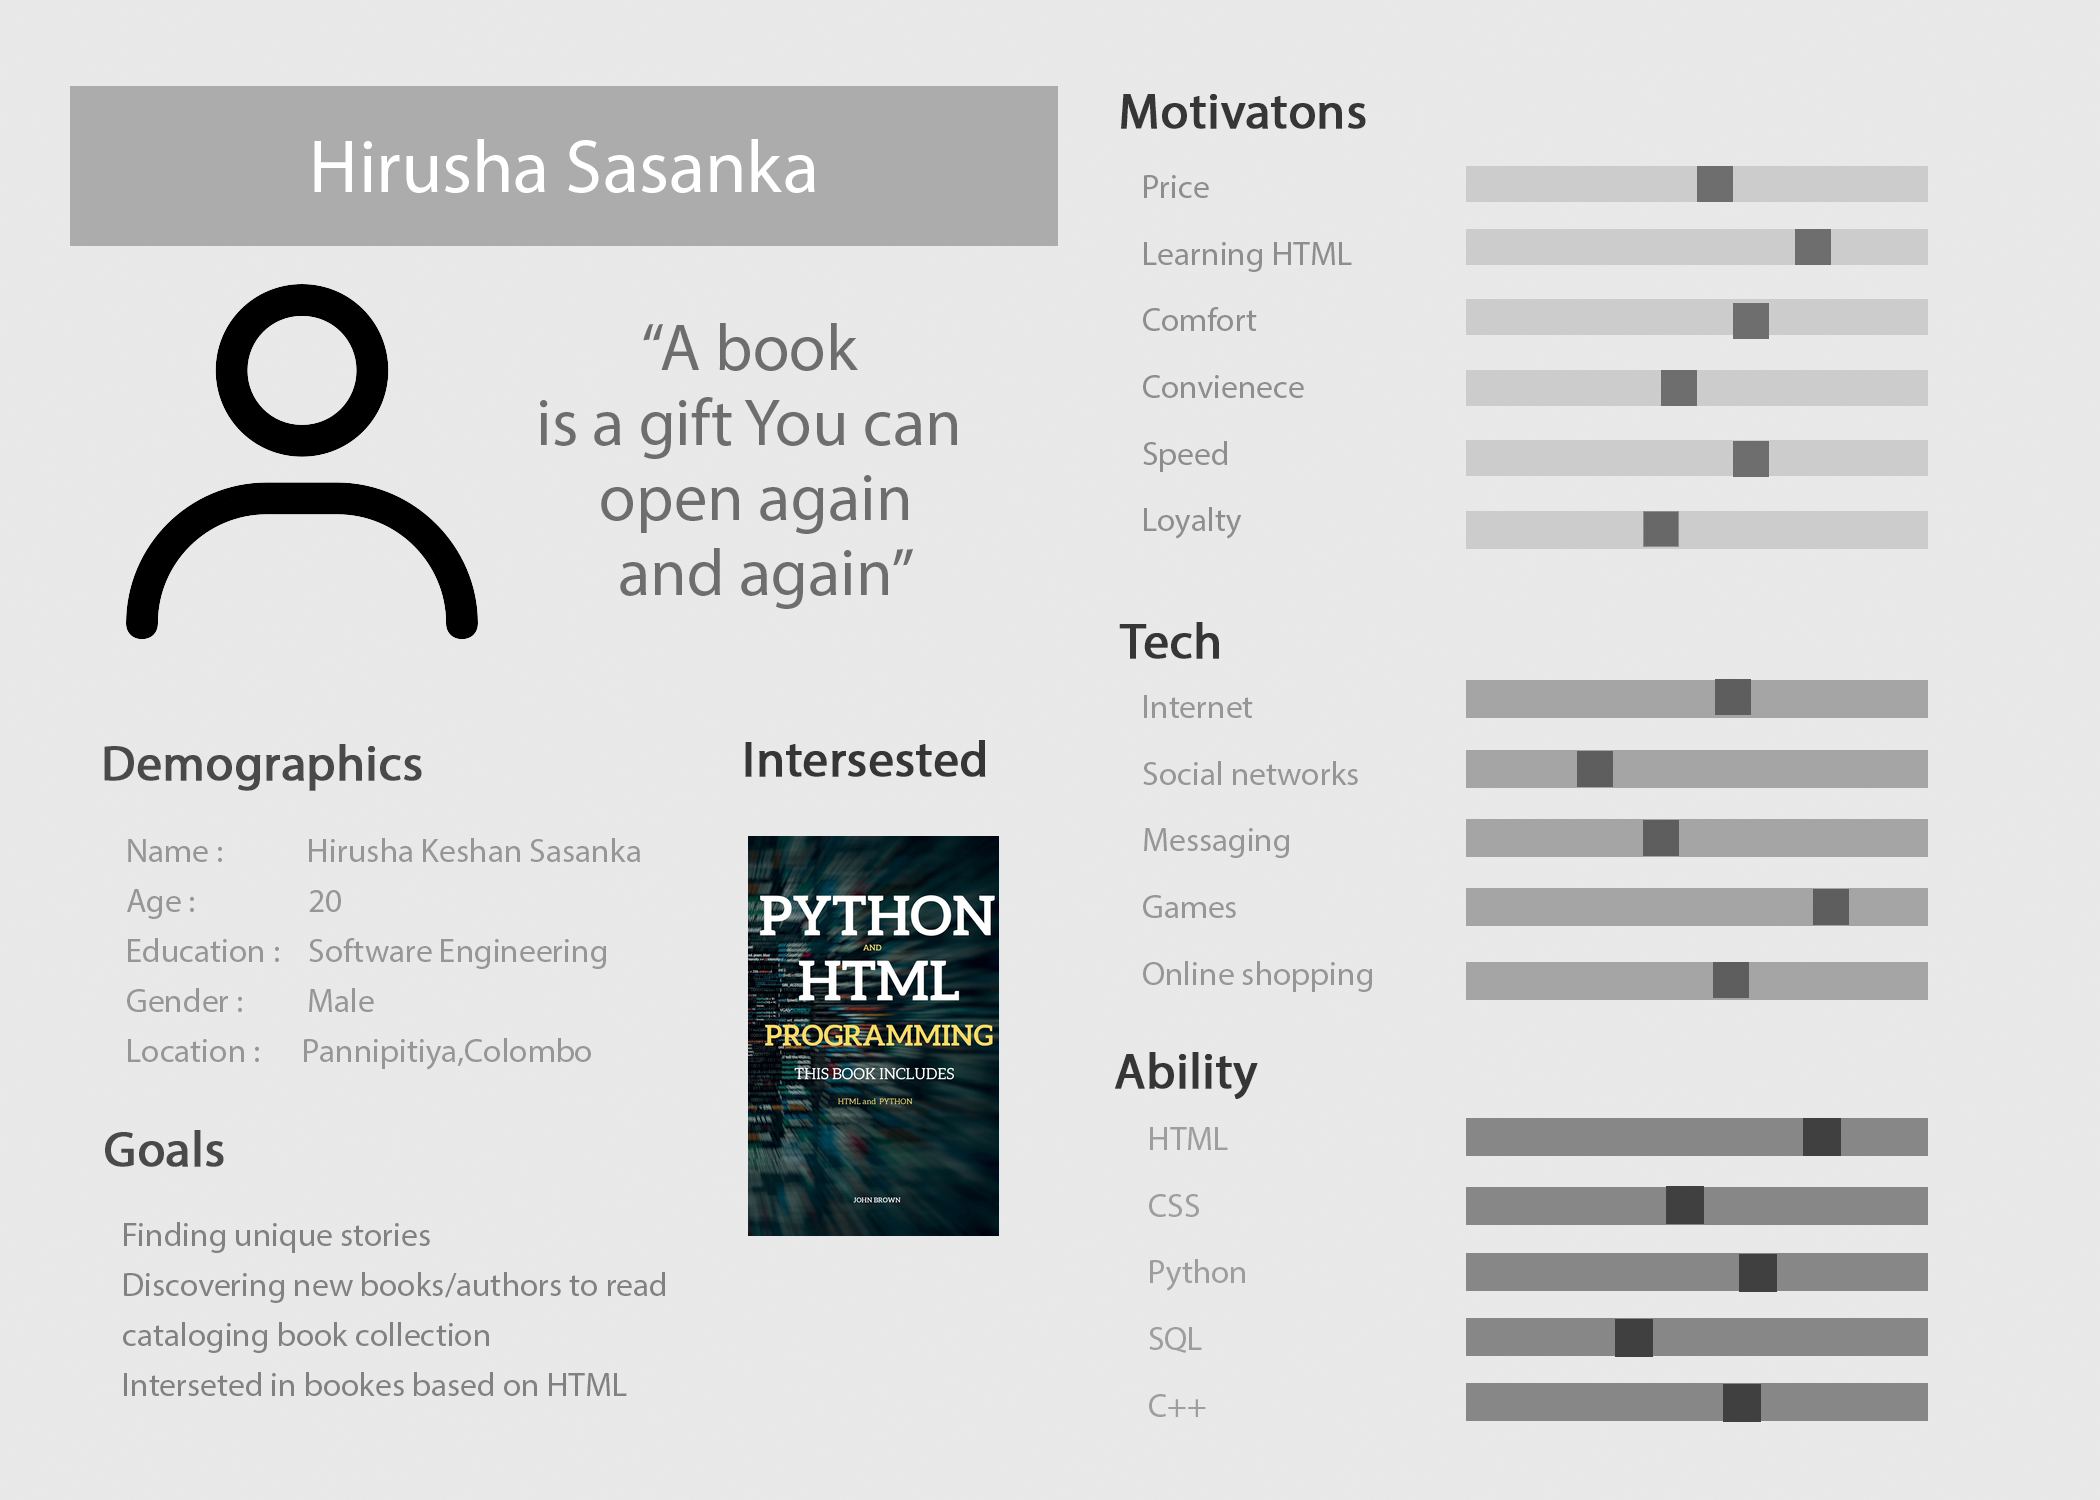 Hirusha Sasanka
“A book
is a gift You can
open again
and again”
Demographics
Name : Hirusha Keshan Sasanka
Age : 20
Education : Software Engineering
Gender : Male
Location : Pannipitiya,Colombo
Goals
Finding unique stories
Discovering new books/authors to read
cataloging book collection
Interseted in bookes based on HTML
Intersested
PYTHON
AND
HTML
PROGRAMMING
THIS BOOK INCLUDES
HTML and PYTHON
JOHN BROWN
Motivatons
Price
Learning HTML
Comfort
Convienece
Speed
Loyalty
Tech
Internet
Social networks
Messaging
Games
Online shopping
Ability
HTML
CSS
Python
SQL
C++